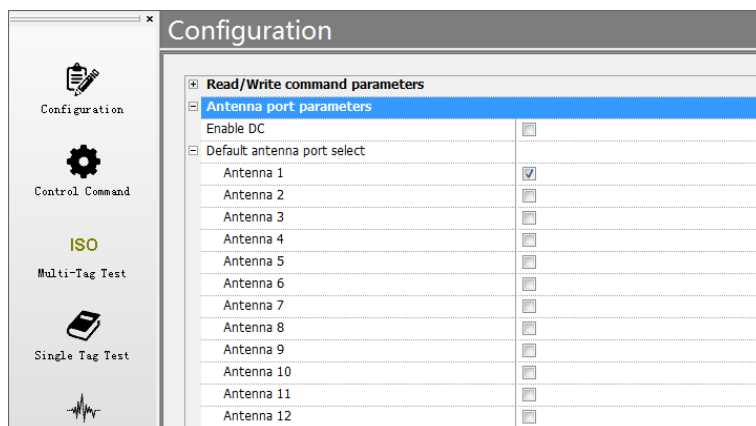 Configuration
Configuration
Control Command
ISO
Multi-Tag Test
Single Tag Test
Read/Write command parameters
Antenna port parameters
Enable DC
Default antenna port select
Antenna 1
Antenna 2
Antenna 3
Antenna 4
Antenna 5
Antenna 6
Antenna 7
Antenna 8
Antenna 9
Antenna 10
Antenna 11
Antenna 12